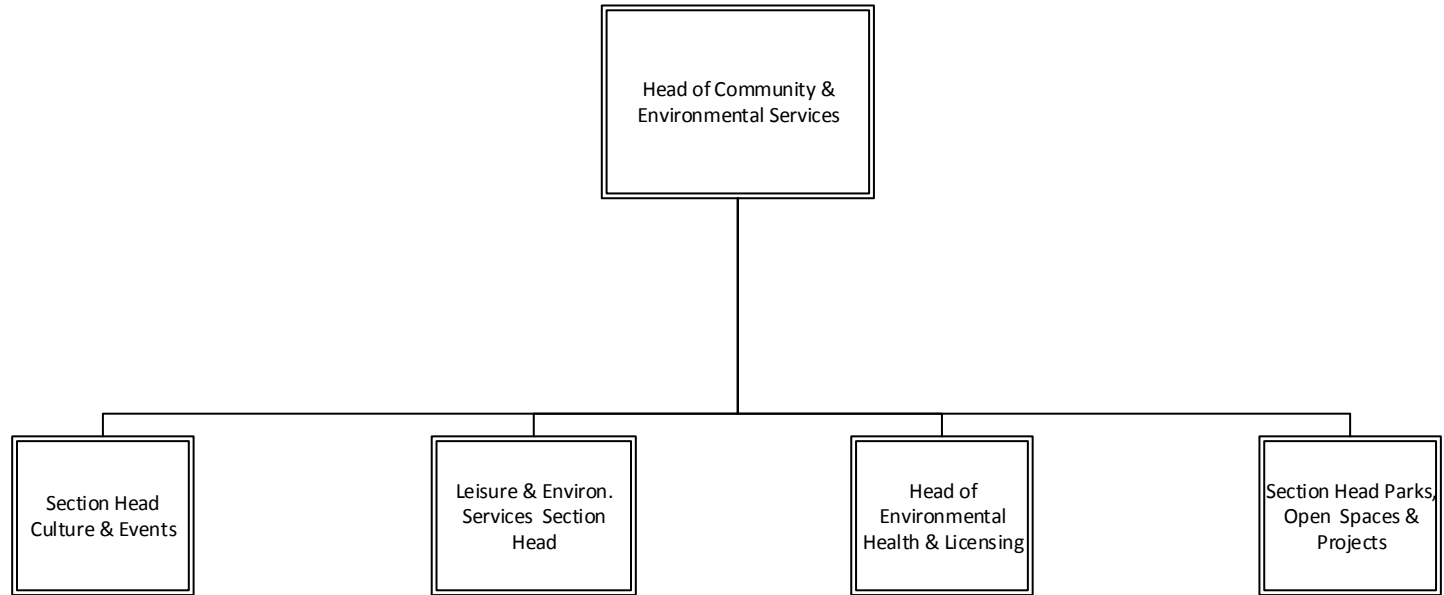 Head of Community &
Environmental Services
Section Head
Culture & Events
Leisure & Environ.
Services  Section
Head
Head of
Environmental
Health & Licensing
Section Head Parks,
Open  Spaces &
Projects